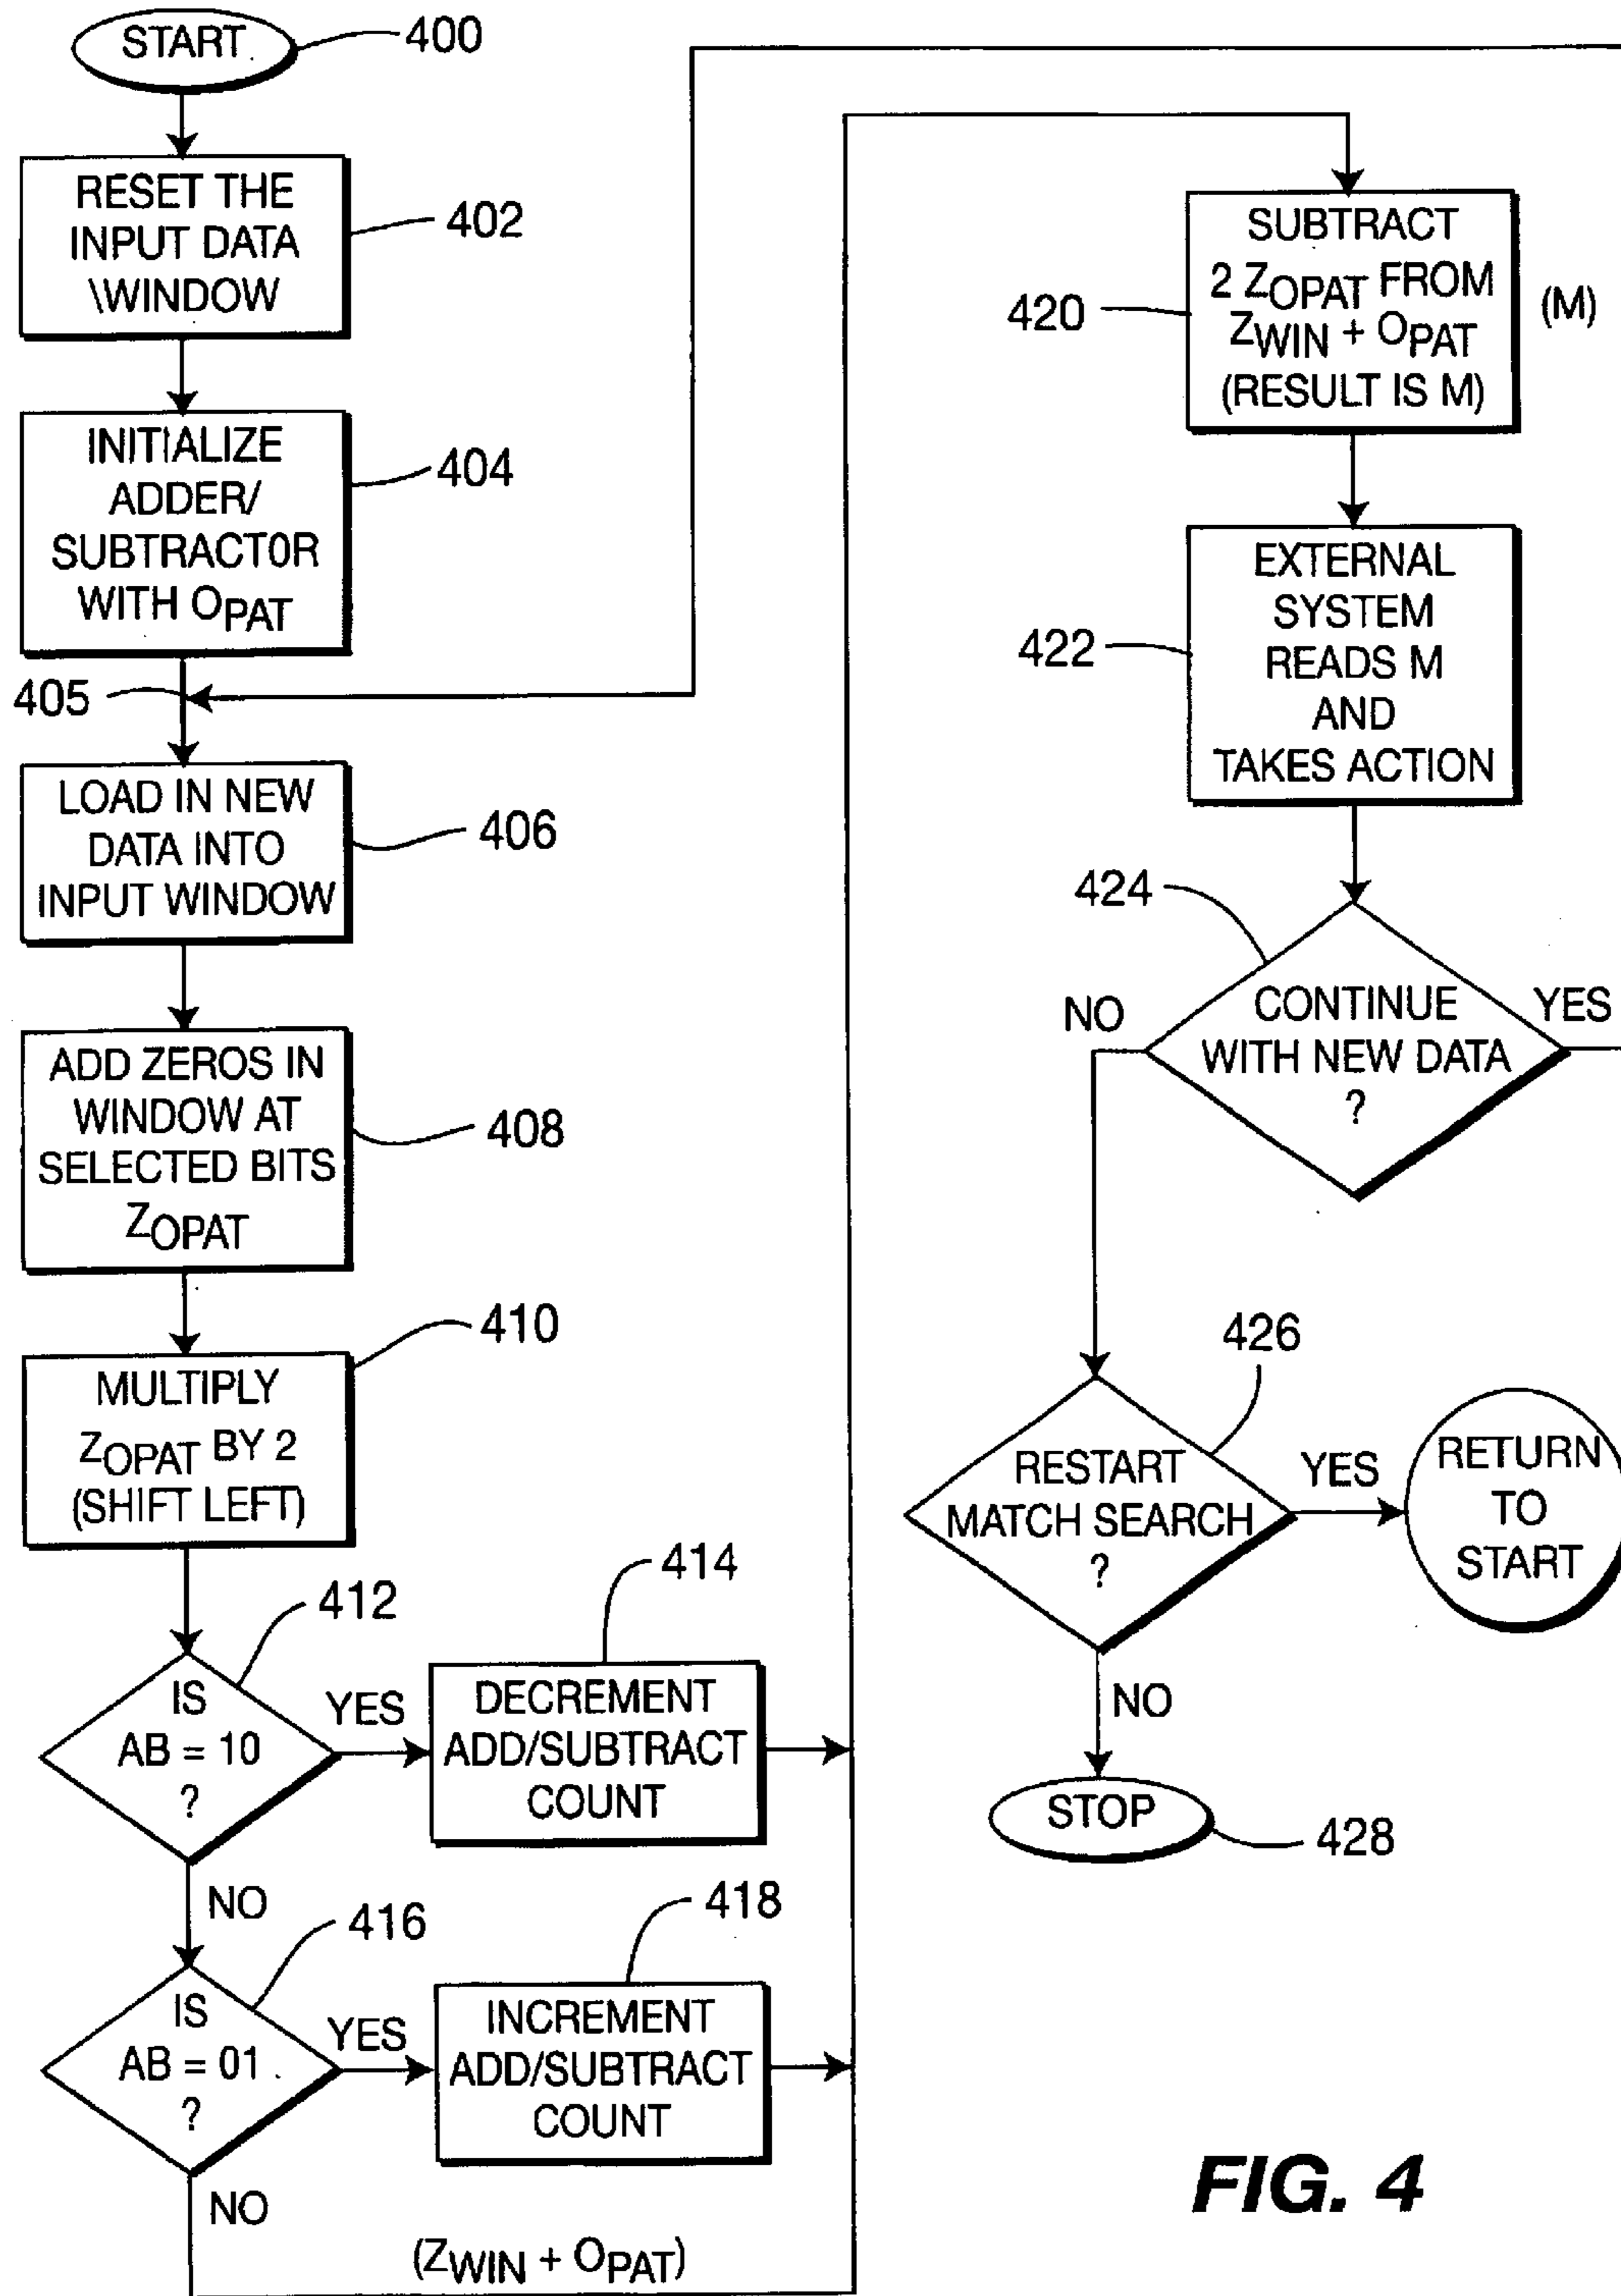 START
400
RESET THE
INPUT DATA
\WINDOW
402
INITIALIZE
ADDER/
SUBTRACTOR
WITH OPAT
404
405
LOAD IN NEW
DATA INTO
INPUT WINDOW
406
ADD ZEROS IN
WINDOW AT
SELECTED BITS
ZOPAT
408
MULTIPLY
ZOPAT BY 2
(SHIFT LEFT)
410
412
IS
AB = 10
?
YES
414
DECREMENT
ADD/SUBTRACT
COUNT
NO
416
IS
AB = 01
?
YES
418
INCREMENT
ADD/SUBTRACT
COUNT
NO
(ZWIN + OPAT)
SUBTRACT
2 ZOPAT FROM
ZWIN + OPAT
(RESULT IS M)
420
(M)
EXTERNAL
SYSTEM
READS M
AND
TAKES ACTION
422
424
NO
CONTINUE
WITH NEW DATA
?
YES
426
RESTART
MATCH SEARCH
?
YES
RETURN
TO
START
NO
STOP
428
FIG. 4